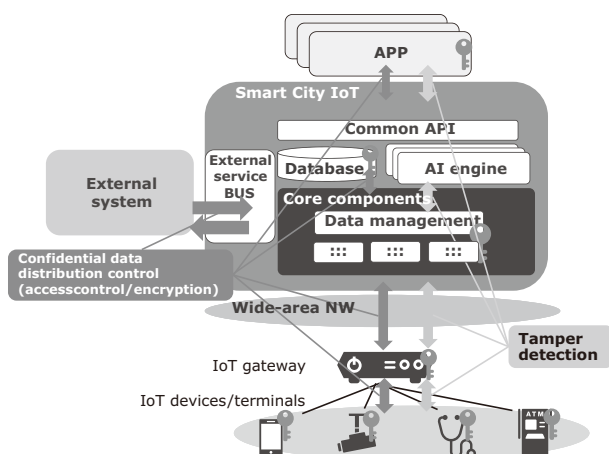 APP
Smart City IoT
Common API
External
service
BUS
Database
AI engine
External
system
Core components
Data management
Confidential data
distribution control
(accesscontrol/encryption)
Wide-area NW
Tamper
detection
IoT gateway
IoT devices/terminals
ATM